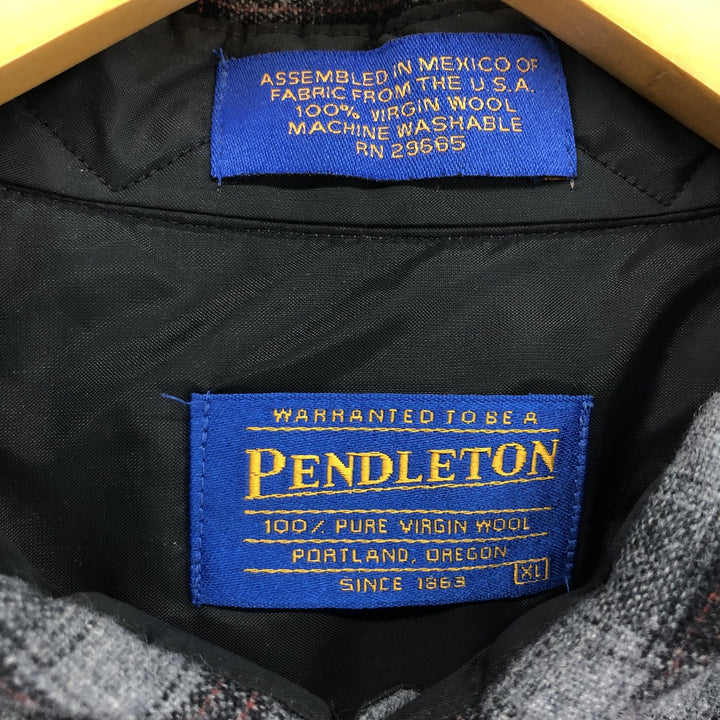 ASSEMBLED IN MEXICO OF
FABRIC FROM THE U.S.A.
100% VIRGIN WOOL
MACHINE WASHABLE
RN 29685
WARRANTED TO BE A
PENDLETON
100% PURE VIRGIN WOOL
PORTLAND, OREGON
SINCE 1863 XL